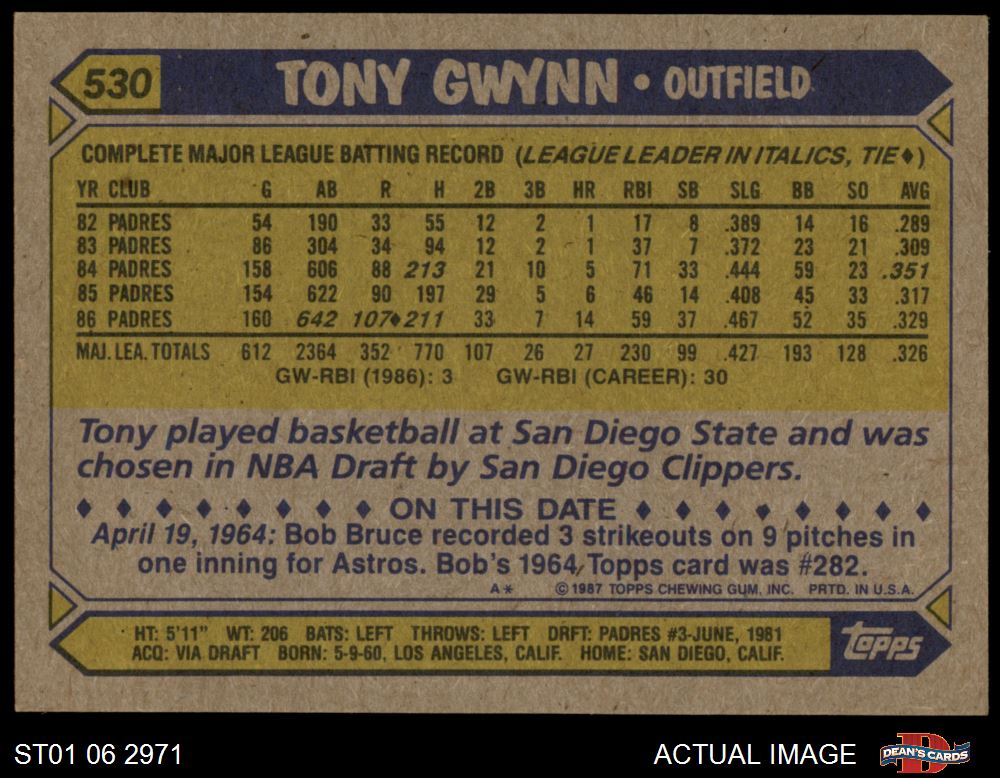 530 TONY GWYNN • OUTFIELD
COMPLETE MAJOR LEAGUE BATTING RECORD (LEAGUE LEADER IN ITALICS, TIE♦)
YR CLUB G AB R H 2B 3B HR RBI SB SLG BB SO AVG
82 PADRES 54 190 33 55 12 2 1 17 8 .389 14 16 .289
83 PADRES 86 304 34 94 12 2 1 37 7 .372 23 21 .309
84 PADRES 158 606 88 213 21 10 5 71 33 .444 59 23 .351
85 PADRES 154 622 90 197 29 5 6 46 14 .408 45 33 .317
86 PADRES 160 642 107♦211 33 7 14 59 37 .467 52 35 .329
MAJ. LEA. TOTALS 612 2364 352 770 107 26 27 230 99 .427 193 128 .326
GW-RBI (1986): 3 GW-RBI (CAREER): 30
Tony played basketball at San Diego State and was
chosen in NBA Draft by San Diego Clippers.
♦ ♦ ♦ ♦ ♦ ♦ ♦ ♦ ON THIS DATE ♦ ♦ ♦ ♦ ♦ ♦ ♦ ♦
April 19, 1964: Bob Bruce recorded 3 strikeouts on 9 pitches in
one inning for Astros. Bob's 1964 Topps card was #282.
A* ©1987 TOPPS CHEWING GUM, INC. PRTD. IN U.S.A.
HT: 5'11" WT: 206 BATS: LEFT THROWS: LEFT DRFT: PADRES #3-JUNE, 1981
ACQ: VIA DRAFT BORN: 5-9-60, LOS ANGELES, CALIF. HOME: SAN DIEGO, CALIF.
topps
ST01 06 2971 ACTUAL IMAGE DEAN'S CARDS